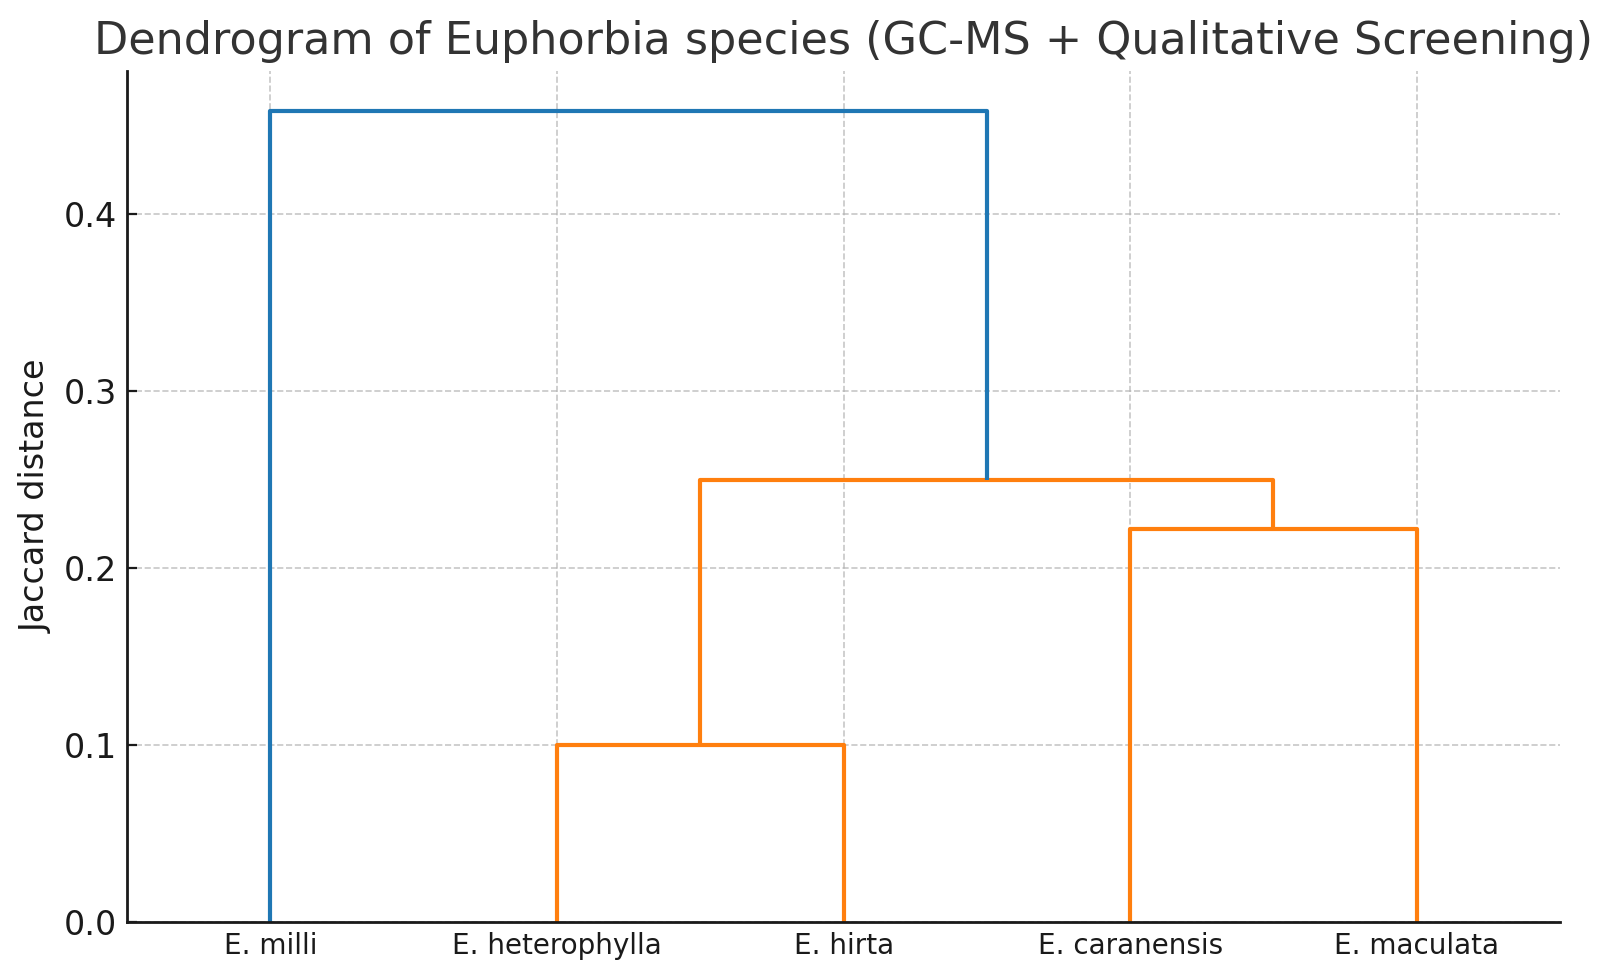 Dendrogram of Euphorbia species (GC-MS + Qualitative Screening)
Jaccard distance
0.4
0.3
0.2
0.1
0.0
E. milli
E. heterophylla
E. hirta
E. caranensis
E. maculata